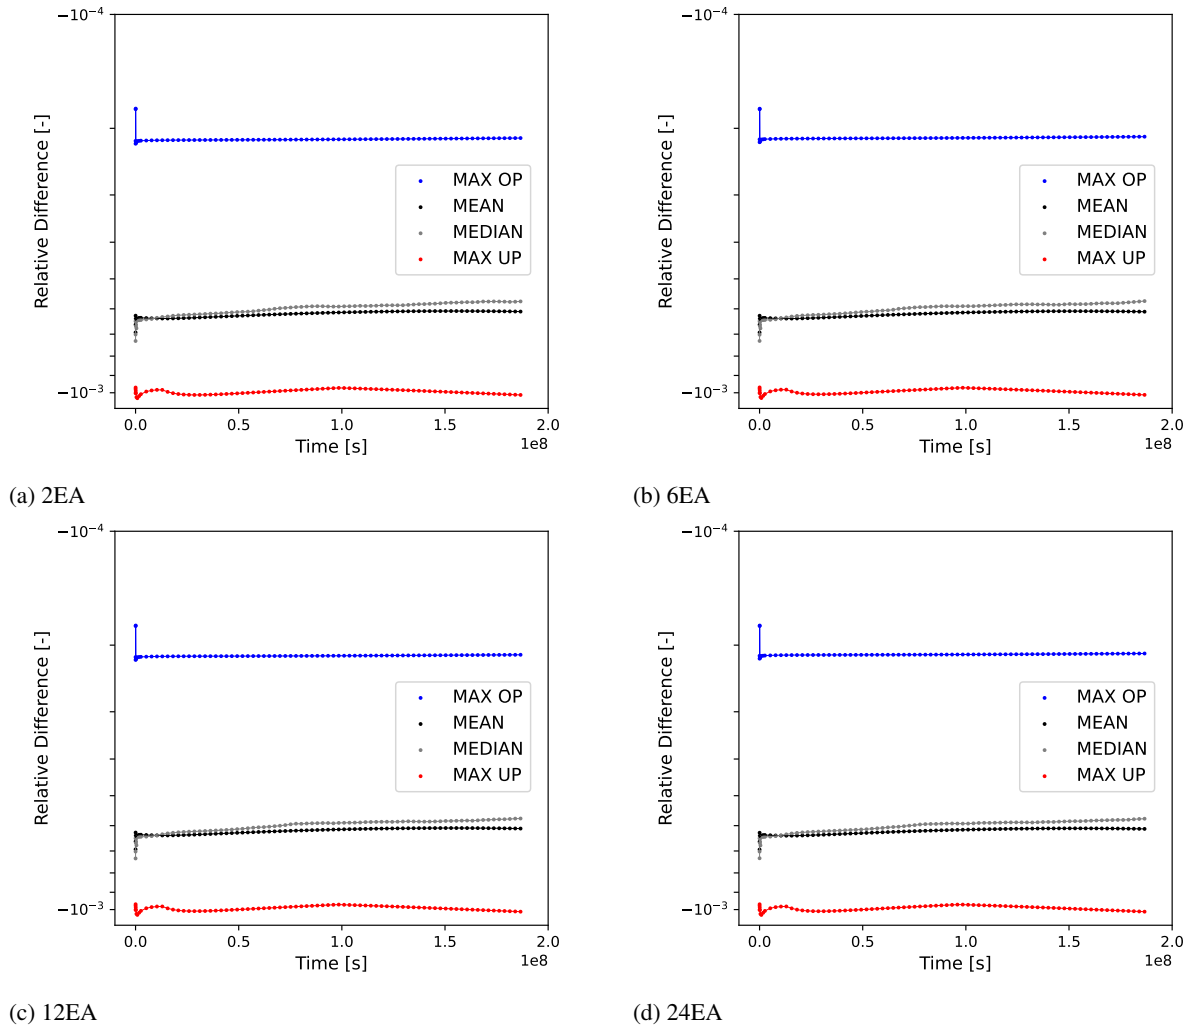 −10⁻⁴
Relative Difference [-]
MAX OP
MEAN
MEDIAN
MAX UP
−10⁻³
0.0 0.5 1.0 1.5 2.0
Time [s]
1e8
(a) 2EA
−10⁻⁴
Relative Difference [-]
MAX OP
MEAN
MEDIAN
MAX UP
−10⁻³
0.0 0.5 1.0 1.5 2.0
Time [s]
1e8
(b) 6EA
−10⁻⁴
Relative Difference [-]
MAX OP
MEAN
MEDIAN
MAX UP
−10⁻³
0.0 0.5 1.0 1.5 2.0
Time [s]
1e8
(c) 12EA
−10⁻⁴
Relative Difference [-]
MAX OP
MEAN
MEDIAN
MAX UP
−10⁻³
0.0 0.5 1.0 1.5 2.0
Time [s]
1e8
(d) 24EA